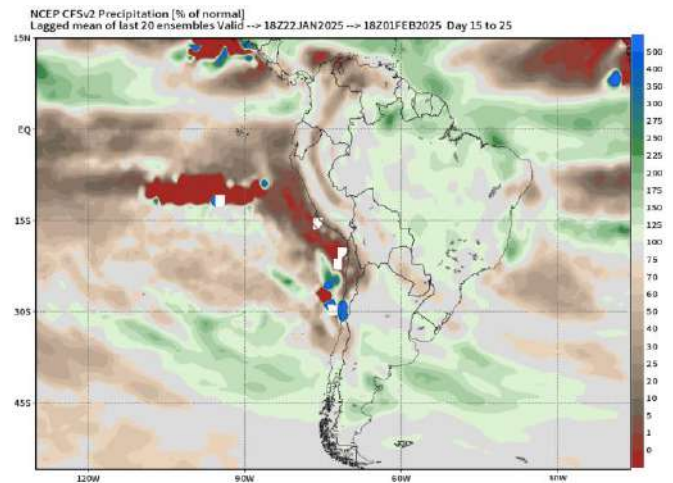 NCEP CFSv2 Precipitation [% of normal]
Lagged mean of last 20 ensembles Valid --> 18Z22JAN2025 --> 18Z01FEB2025 Day 15 to 25
15N
EQ
15S
30S
45S
120W
90W
60W
30W
500
400
350
300
250
225
200
175
150
125
100
75
70
60
50
40
30
25
20
10
5
1
0